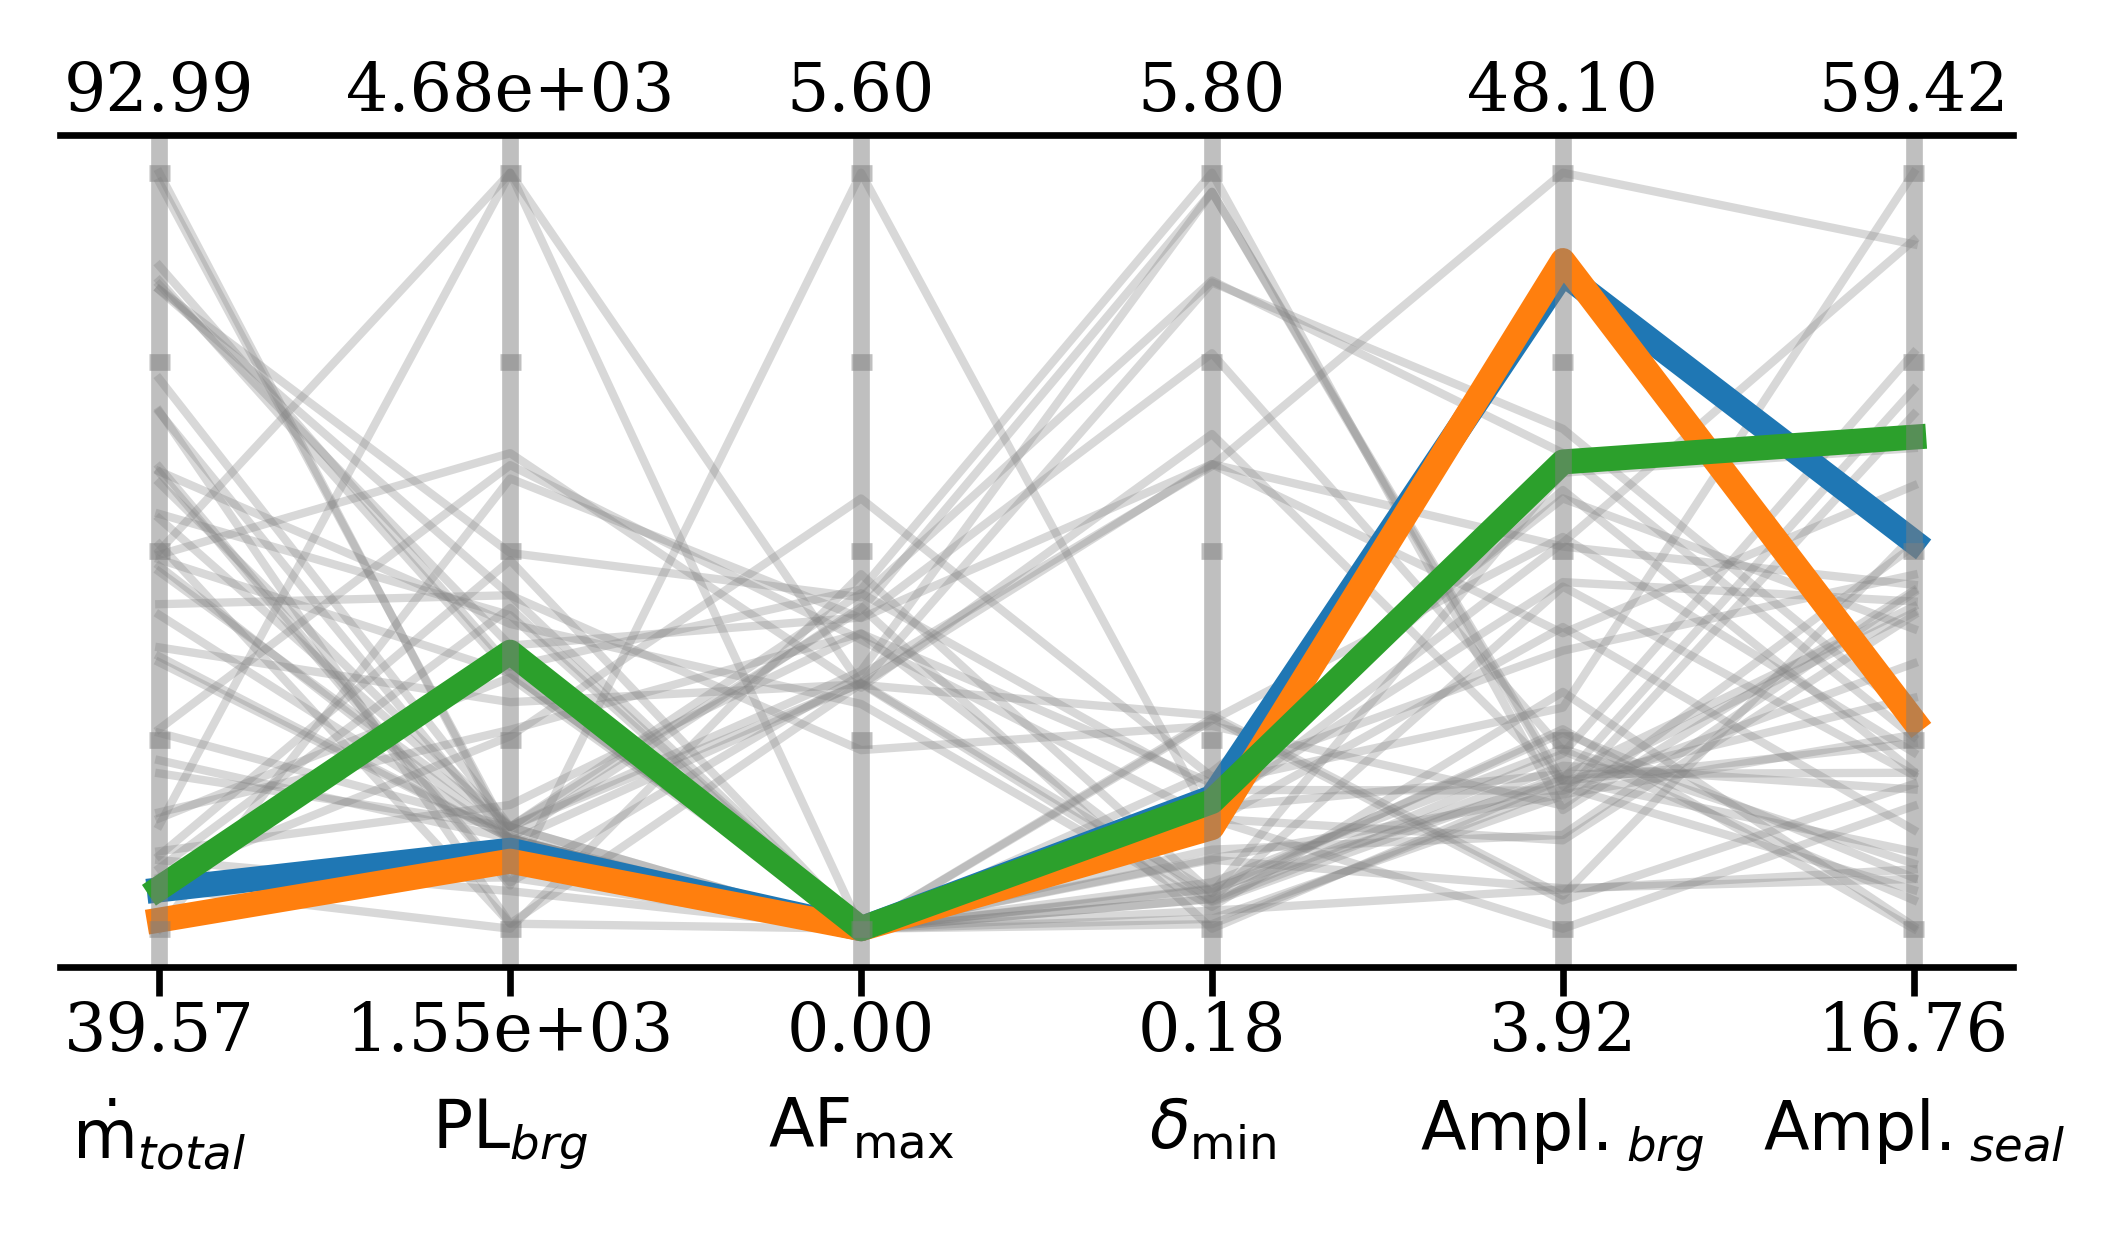 92.99 4.68e+03 5.60 5.80 48.10 59.42
39.57 1.55e+03 0.00 0.18 3.92 16.76
ṁtotal PLbrg AFmax δmin Ampl. brg Ampl. seal